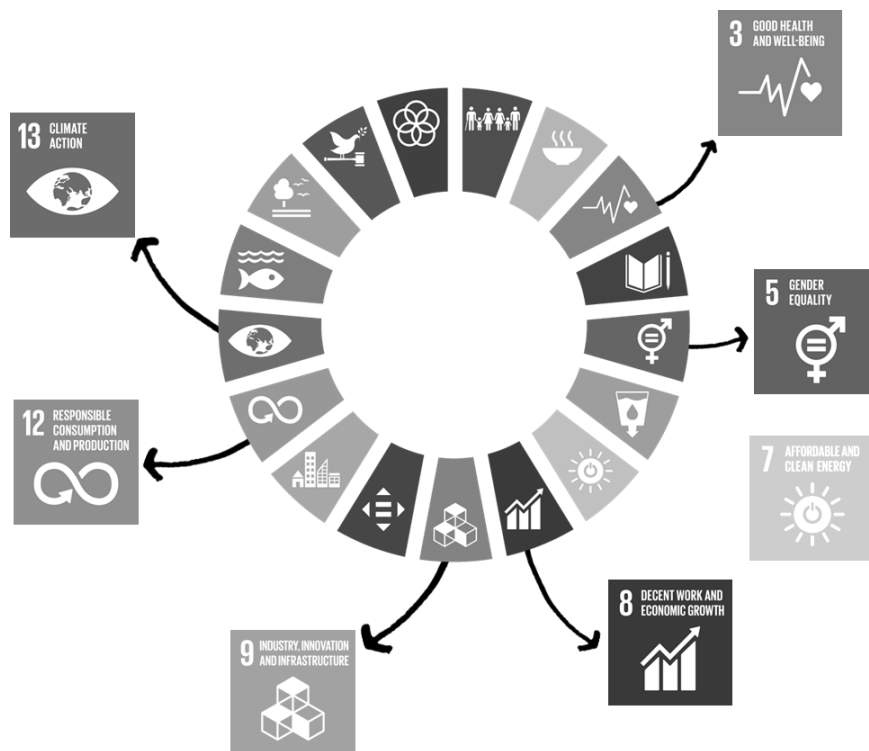 3 GOOD HEALTH
AND WELL-BEING
13 CLIMATE
ACTION
5 GENDER
EQUALITY
12 RESPONSIBLE
CONSUMPTION
AND PRODUCTION
7 AFFORDABLE AND
CLEAN ENERGY
8 DECENT WORK AND
ECONOMIC GROWTH
9 INDUSTRY, INNOVATION
AND INFRASTRUCTURE